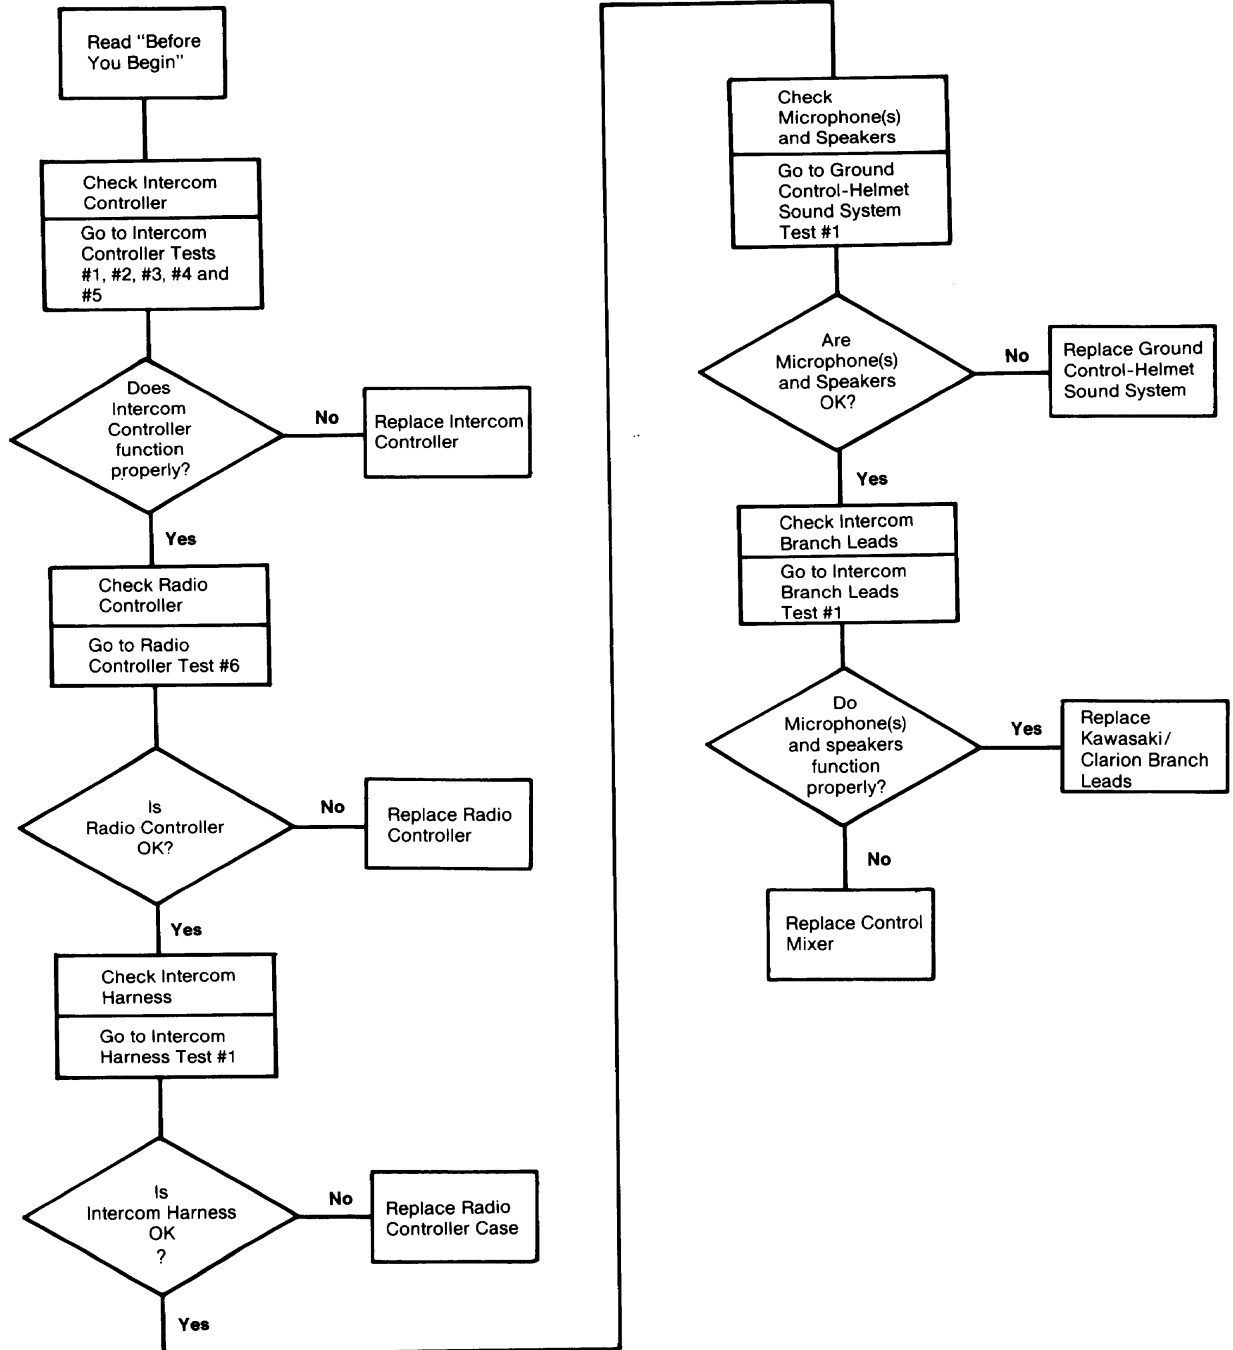 Read "Before
You Begin"
Check Intercom
Controller
Go to Intercom
Controller Tests
#1, #2, #3, #4 and
#5
Does
Intercom
Controller
function
properly?
No
Replace Intercom
Controller
Yes
Check Radio
Controller
Go to Radio
Controller Test #6
Is
Radio Controller
OK?
No
Replace Radio
Controller
Yes
Check Intercom
Harness
Go to Intercom
Harness Test #1
Is
Intercom Harness
OK
?
No
Replace Radio
Controller Case
Yes
Check
Microphone(s)
and Speakers
Go to Ground
Control-Helmet
Sound System
Test #1
Are
Microphone(s)
and Speakers
OK?
No
Replace Ground
Control-Helmet
Sound System
Yes
Check Intercom
Branch Leads
Go to Intercom
Branch Leads
Test #1
Do
Microphone(s)
and speakers
function
properly?
Yes
Replace
Kawasaki/
Clarion Branch
Leads
No
Replace Control
Mixer